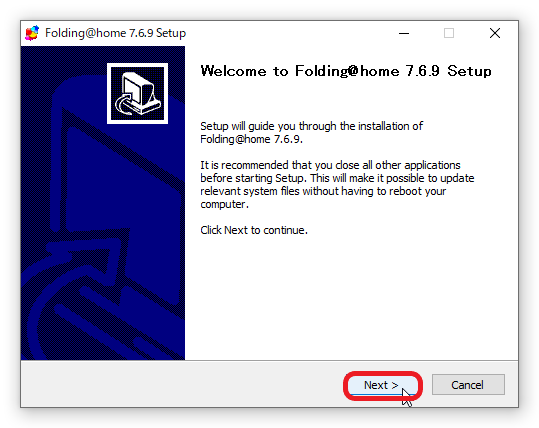 Folding@home 7.6.9 Setup
Welcome to Folding@home 7.6.9 Setup
Setup will guide you through the installation of
Folding@home 7.6.9.
It is recommended that you close all other applications
before starting Setup. This will make it possible to update
relevant system files without having to reboot your
computer.
Click Next to continue.
Next >
Cancel